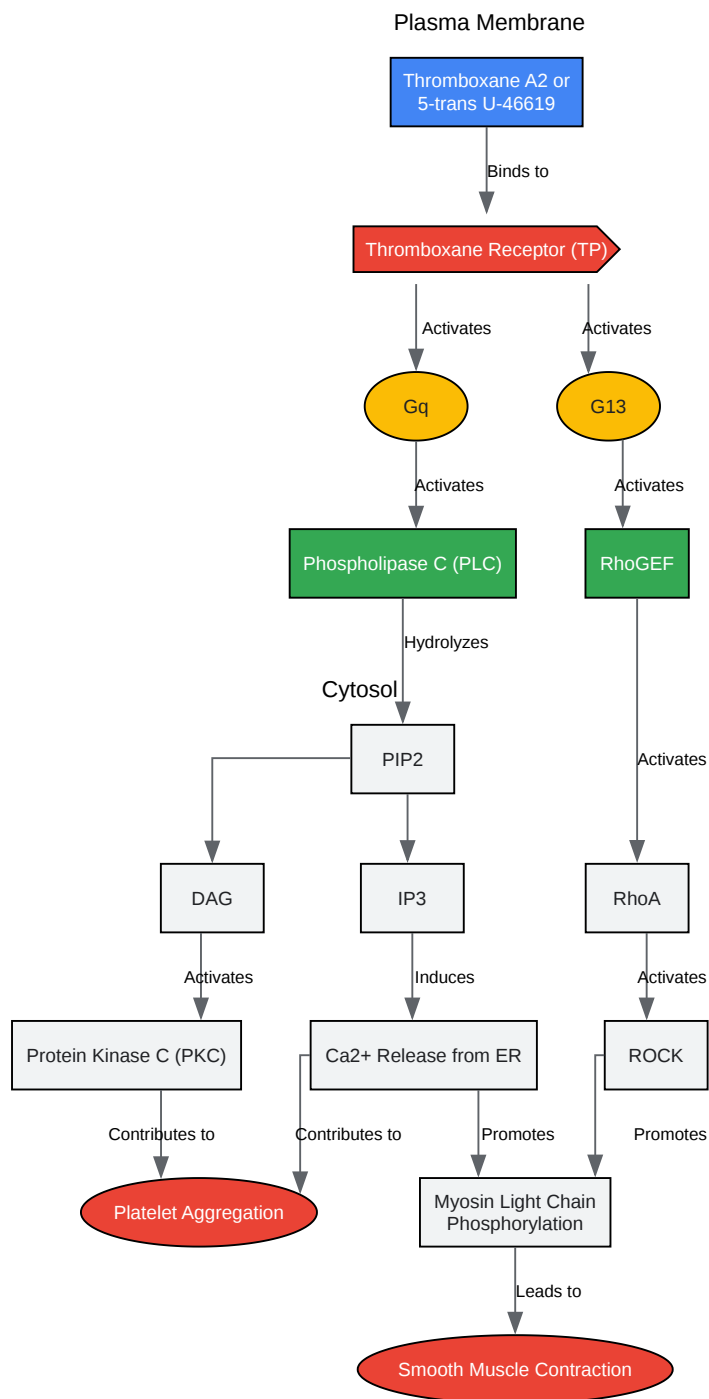 Plasma Membrane
Thromboxane A2 or
5-trans U-46619
Binds to
Thromboxane Receptor (TP)
Activates
Activates
Gq
G13
Activates
Activates
Phospholipase C (PLC)
RhoGEF
Hydrolyzes
Cytosol
PIP2
Activates
DAG
IP3
RhoA
Activates
Induces
Activates
Protein Kinase C (PKC)
Ca2+ Release from ER
ROCK
Contributes to
Contributes to
Promotes
Promotes
Platelet Aggregation
Myosin Light Chain
Phosphorylation
Leads to
Smooth Muscle Contraction